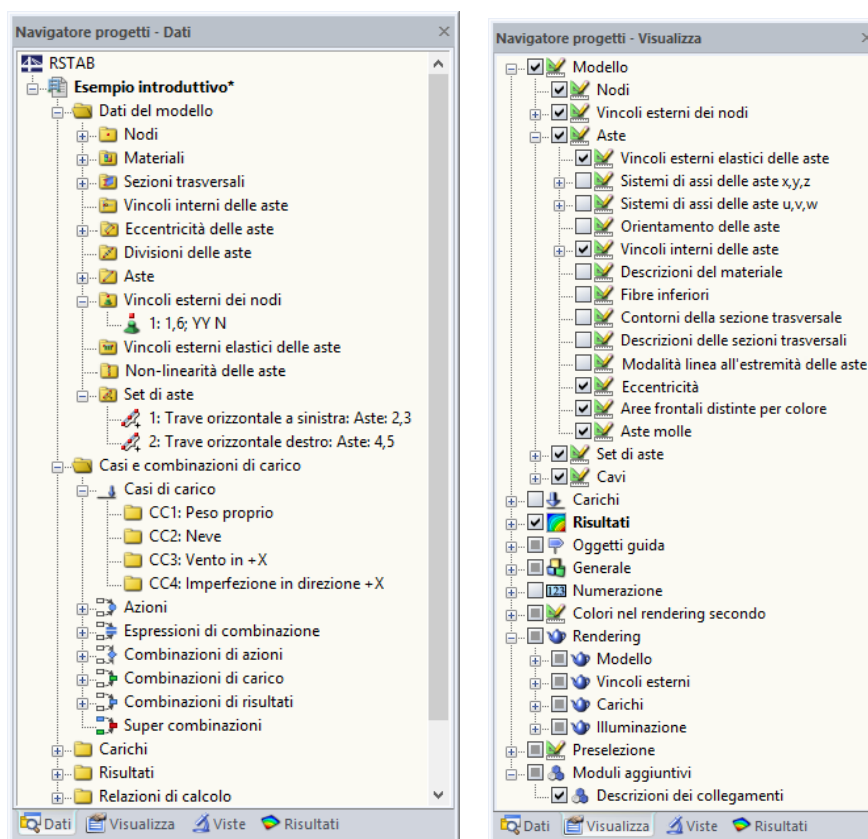 Navigatore progetti - Dati
RSTAB
Esempio introduttivo*
Dati del modello
Nodi
Materiali
Sezioni trasversali
Vincoli interni delle aste
Eccentricità delle aste
Divisioni delle aste
Aste
Vincoli esterni dei nodi
1: 1,6; YY N
Vincoli esterni elastici delle aste
Non-linearità delle aste
Set di aste
1: Trave orizzontale a sinistra: Aste: 2,3
2: Trave orizzontale destro: Aste: 4,5
Casi e combinazioni di carico
Casi di carico
CC1: Peso proprio
CC2: Neve
CC3: Vento in +X
CC4: Imperfezione in direzione +X
Azioni
Espressioni di combinazione
Combinazioni di azioni
Combinazioni di carico
Combinazioni di risultati
Super combinazioni
Carichi
Risultati
Relazioni di calcolo
Dati Visualizza Viste Risultati
Navigatore progetti - Visualizza
Modello
Nodi
Vincoli esterni dei nodi
Aste
Vincoli esterni elastici delle aste
Sistemi di assi delle aste x,y,z
Sistemi di assi delle aste u,v,w
Orientamento delle aste
Vincoli interni delle aste
Descrizioni del materiale
Fibre inferiori
Contorni della sezione trasversale
Descrizioni delle sezioni trasversali
Modalità linea all'estremità delle aste
Eccentricità
Aree frontali distinte per colore
Aste molle
Set di aste
Cavi
Carichi
Risultati
Oggetti guida
Generale
123 Numerazione
Colori nel rendering secondo
Rendering
Modello
Vincoli esterni
Carichi
Illuminazione
Preselezione
Moduli aggiuntivi
Descrizioni dei collegamenti
Dati Visualizza Viste Risultati